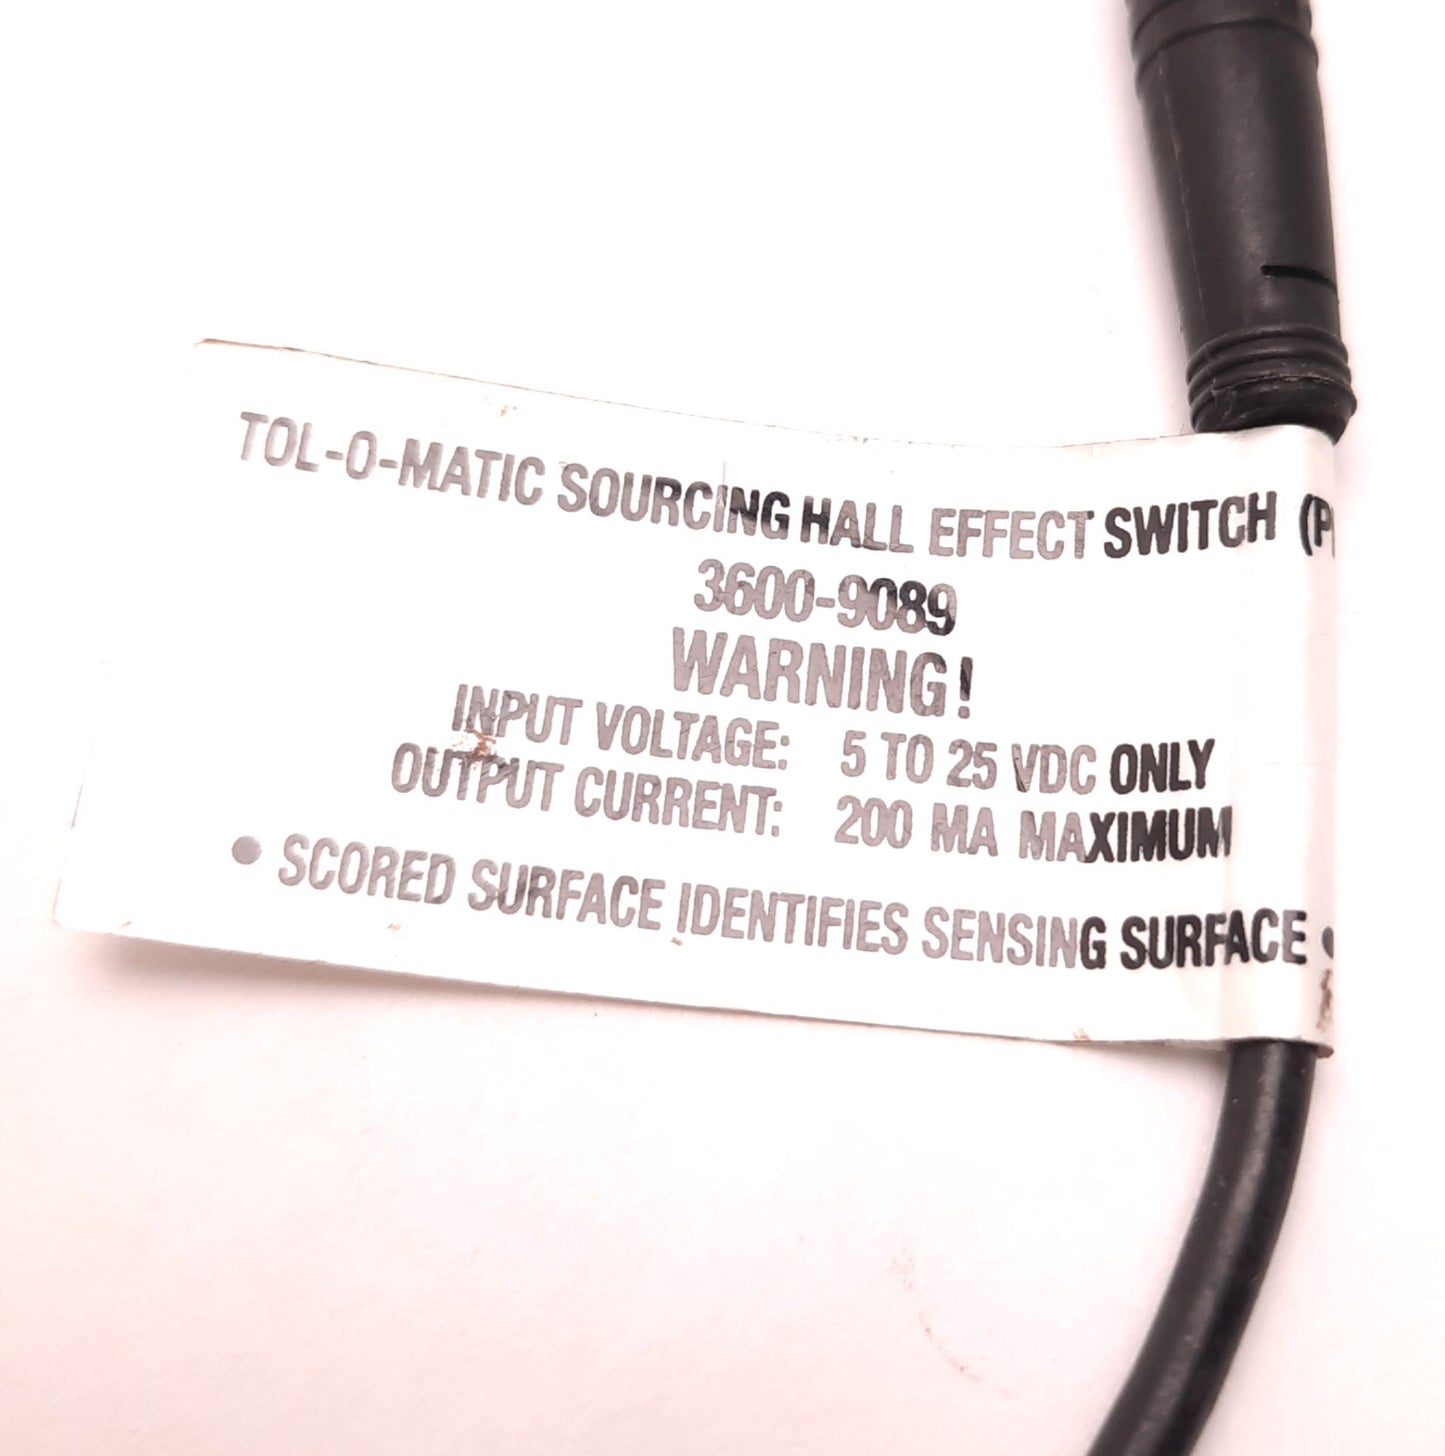 TOL-O-MATIC SOURCING HALL EFFECT SWITCH (P
3600-9089
WARNING!
INPUT VOLTAGE: 5 TO 25 VDC ONLY
OUTPUT CURRENT: 200 MA MAXIMUM
• SCORED SURFACE IDENTIFIES SENSING SURFACE •